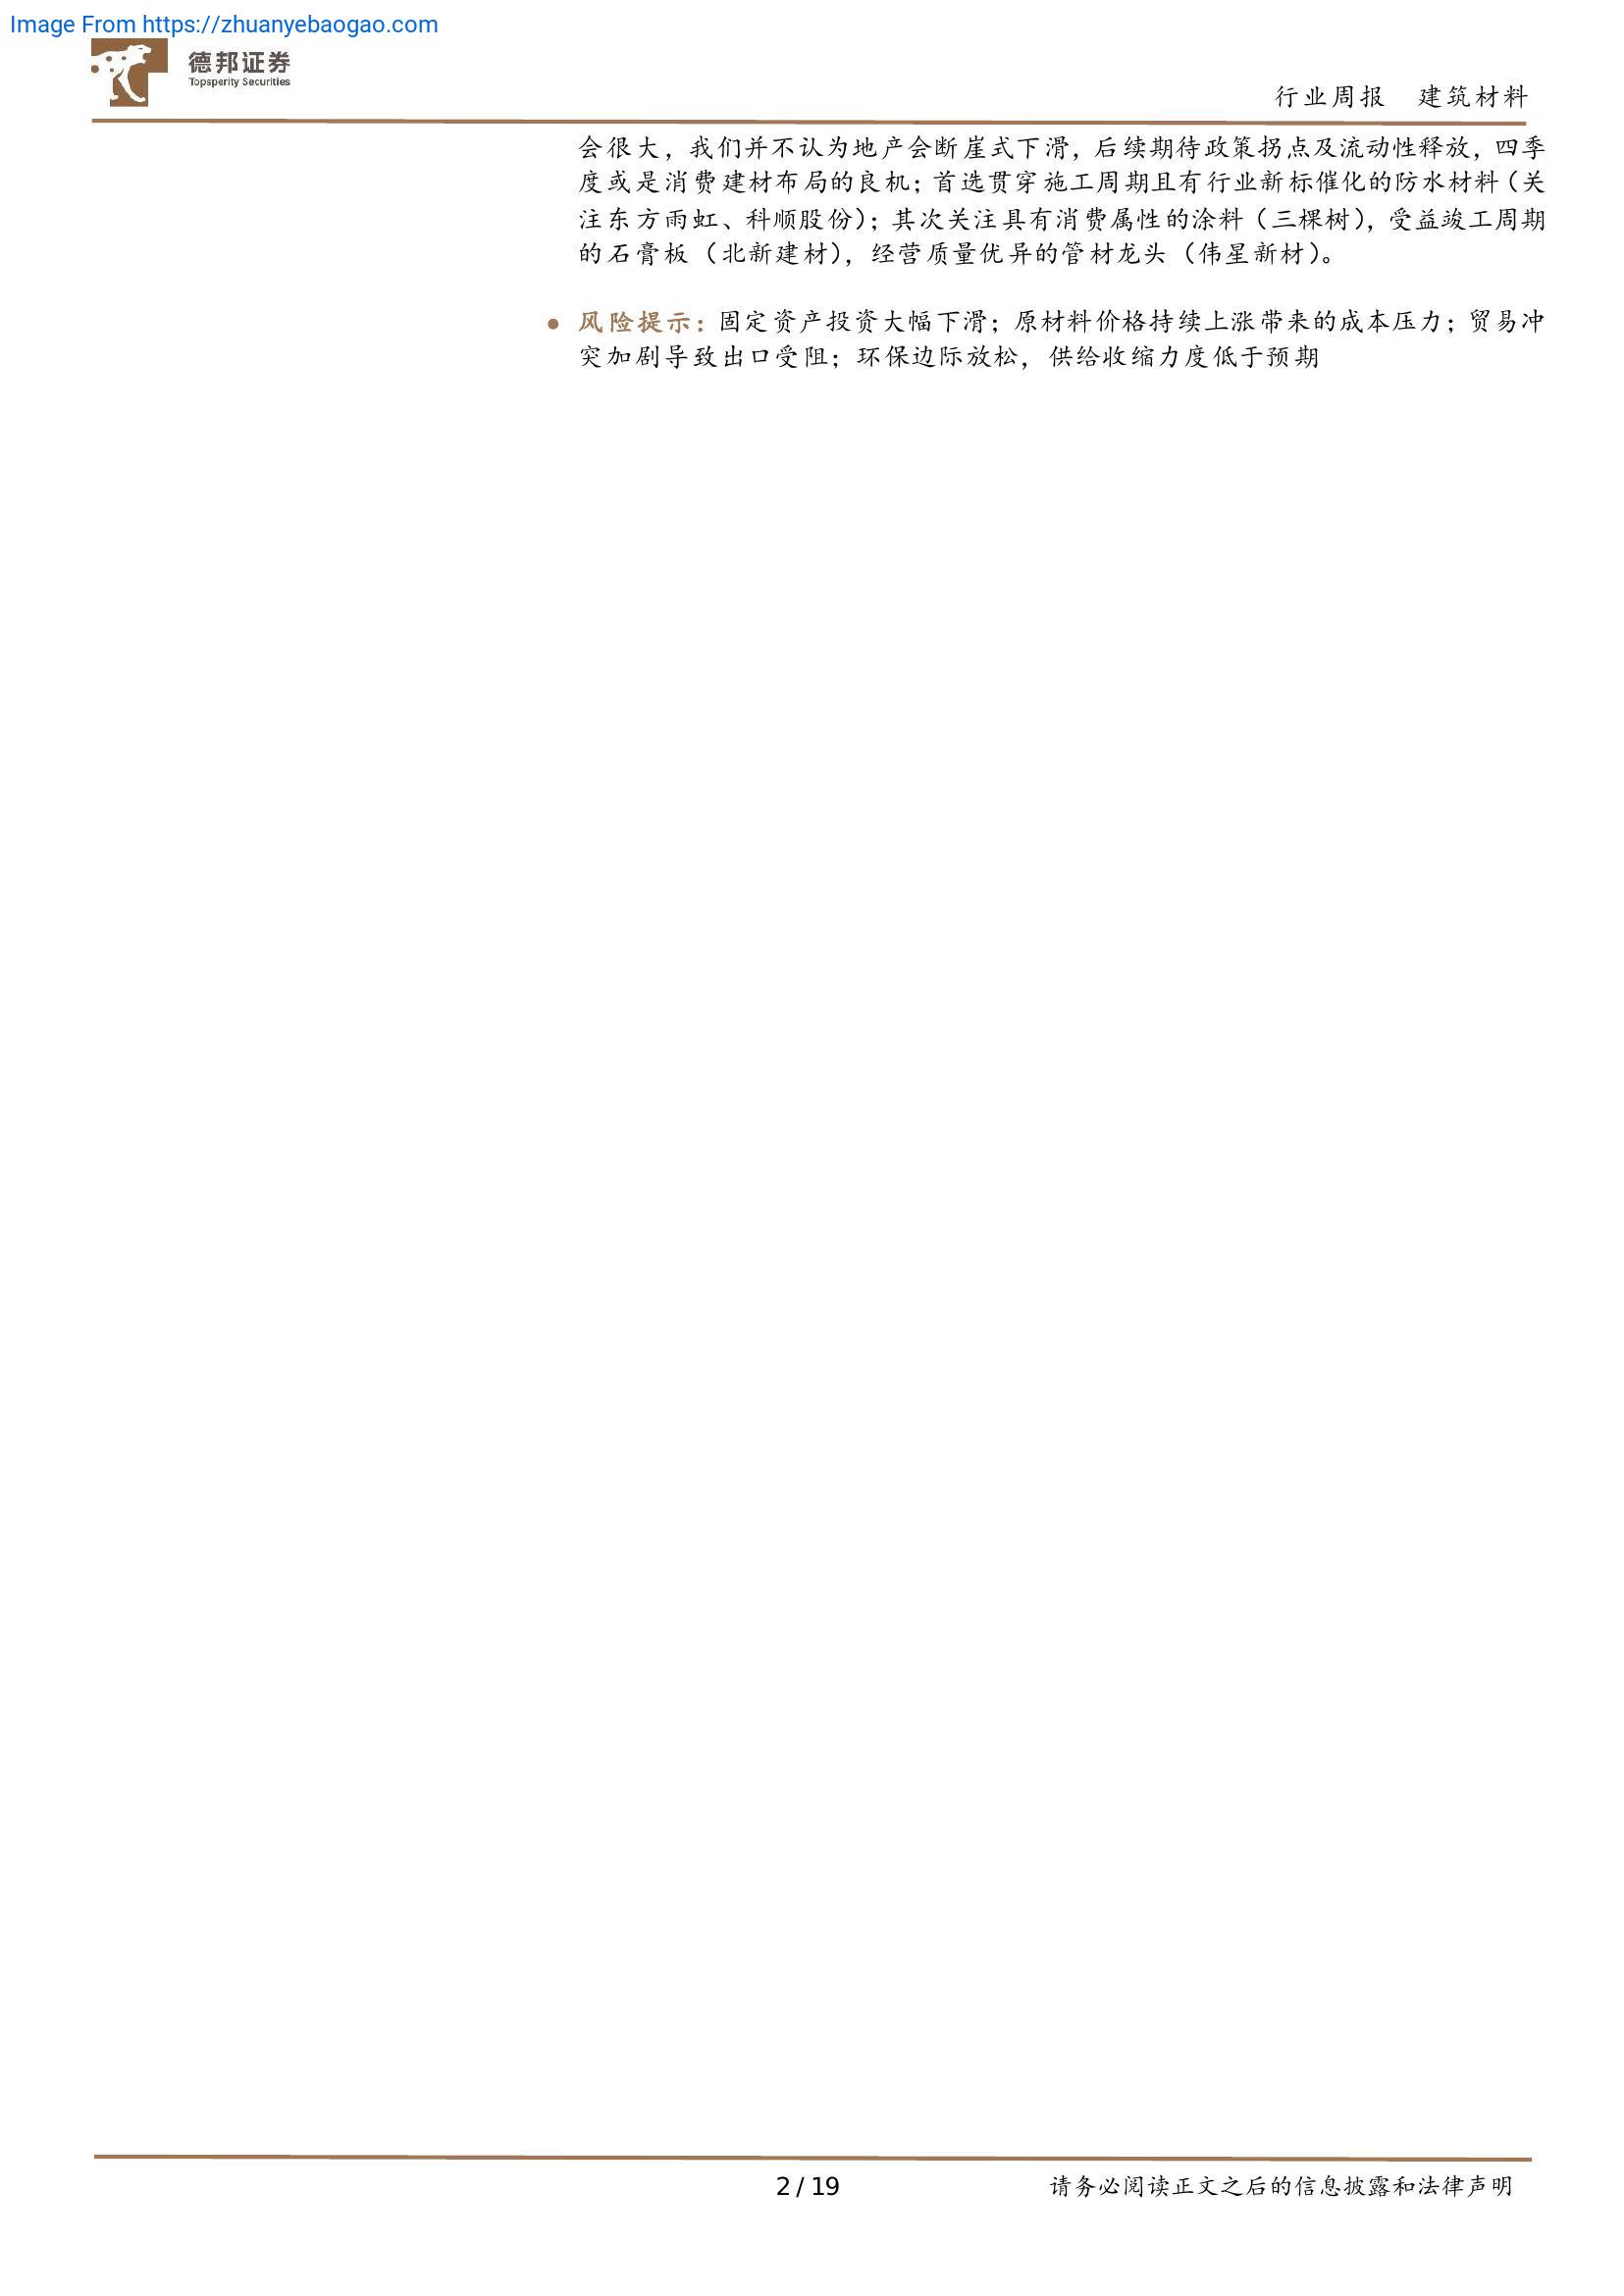 Image From https://zhuanyebaogao.com
德邦证券
Topsperity Securities
行业周报 建筑材料
会很大，我们并不认为地产会断崖式下滑，后续期待政策拐点及流动性释放，四季
度或是消费建材布局的良机；首选贯穿施工周期且有行业新标催化的防水材料（关
注东方雨虹、科顺股份）；其次关注具有消费属性的涂料（三棵树），受益竣工周期
的石膏板（北新建材），经营质量优异的管材龙头（伟星新材）。
● 风险提示：固定资产投资大幅下滑；原材料价格持续上涨带来的成本压力；贸易冲
突加剧导致出口受阻；环保边际放松，供给收缩力度低于预期
2 / 19
请务必阅读正文之后的信息披露和法律声明